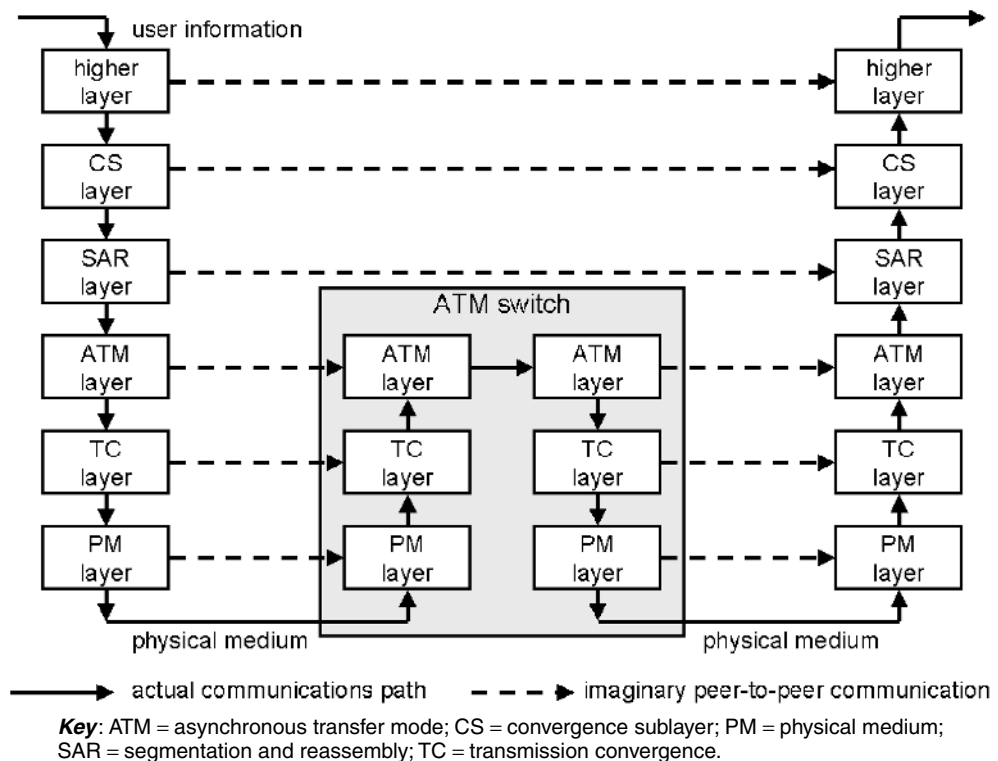 user information
higher
layer
higher
layer
CS
layer
CS
layer
SAR
layer
SAR
layer
ATM switch
ATM
layer
ATM
layer
ATM
layer
ATM
layer
TC
layer
TC
layer
TC
layer
TC
layer
PM
layer
PM
layer
PM
layer
PM
layer
physical medium
physical medium
actual communications path
imaginary peer-to-peer communication
Key: ATM = asynchronous transfer mode; CS = convergence sublayer; PM = physical medium;
SAR = segmentation and reassembly; TC = transmission convergence.